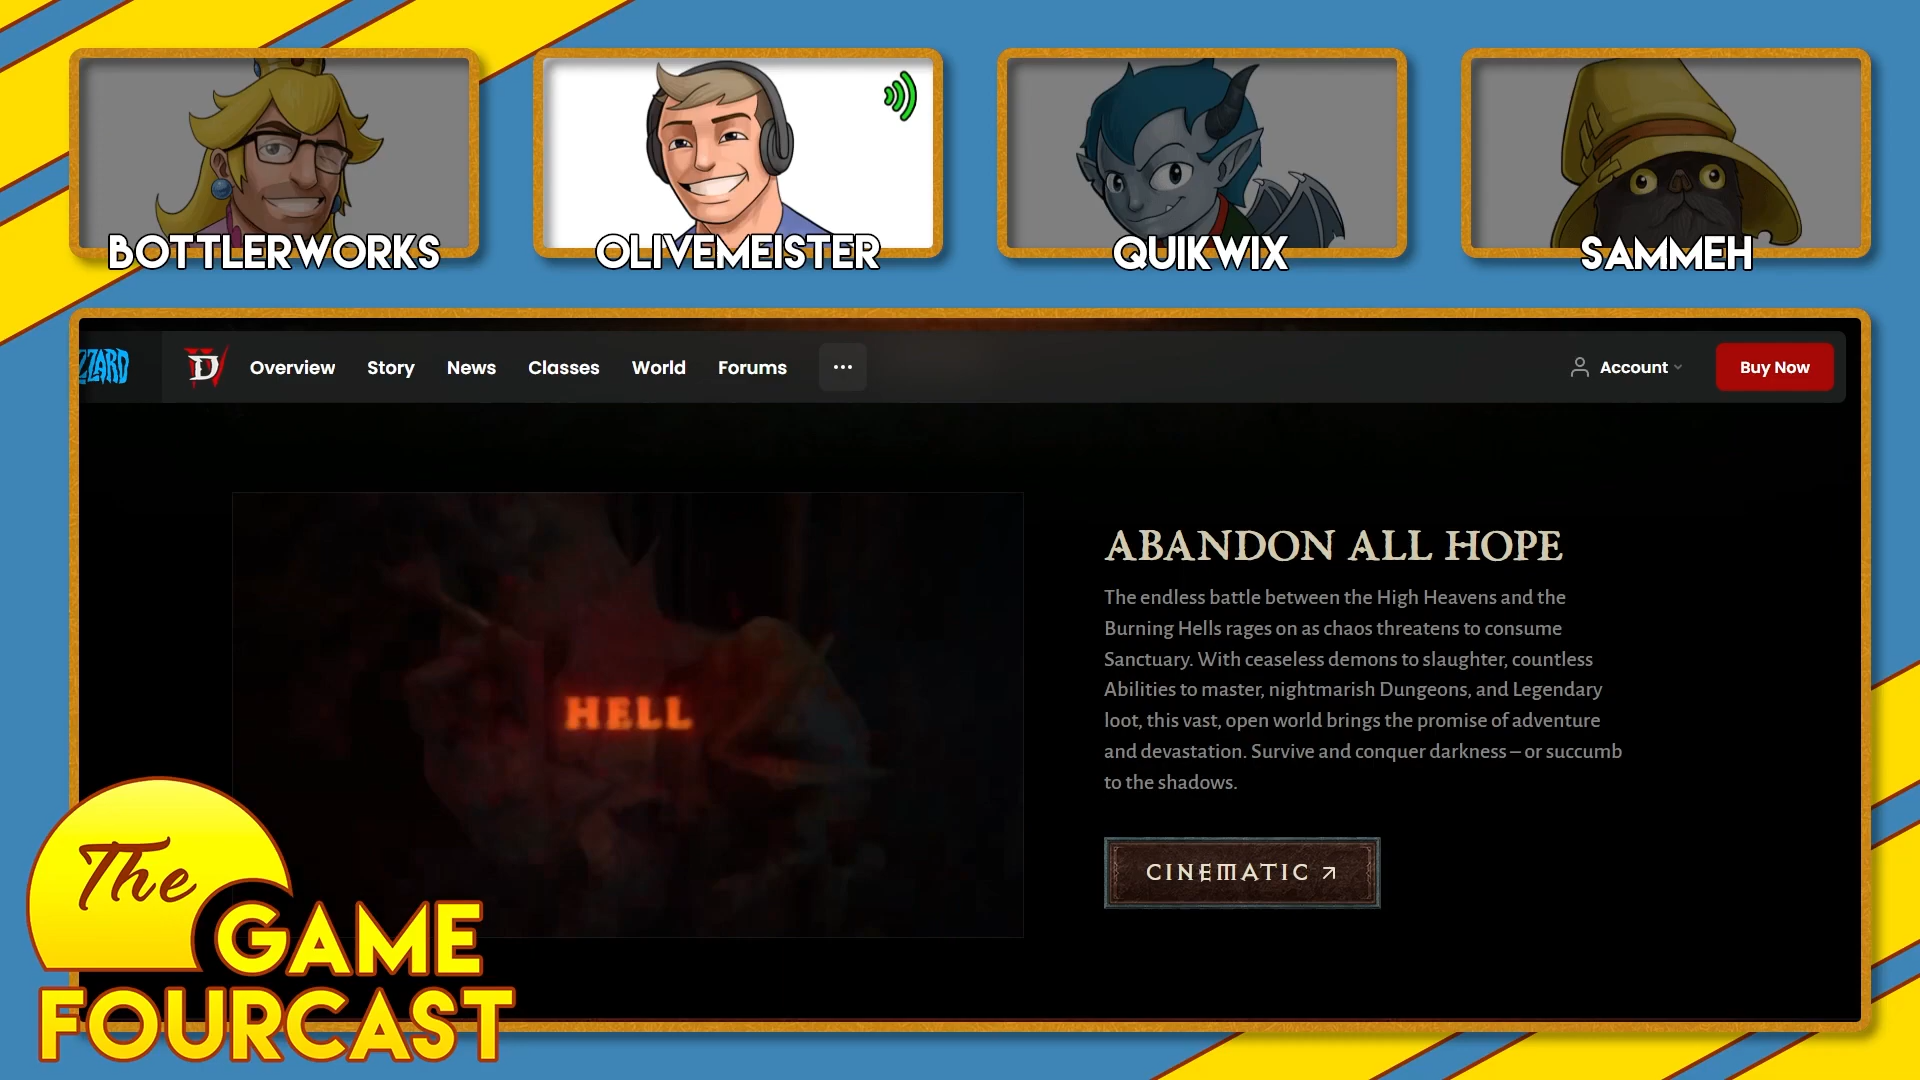 BOTTLERWORKS
OLIVEMEISTER
QUIKWIX
SAMMEH
ZZARD
D
Overview
Story
News
Classes
World
Forums
...
Account
Buy Now
HELL
ABANDON ALL HOPE
The endless battle between the High Heavens and the
Burning Hells rages on as chaos threatens to consume
Sanctuary. With ceaseless demons to slaughter, countless
Abilities to master, nightmarish Dungeons, and Legendary
loot, this vast, open world brings the promise of adventure
and devastation. Survive and conquer darkness – or succumb
to the shadows.
CINEMATIC
The
GAME
FOURCAST